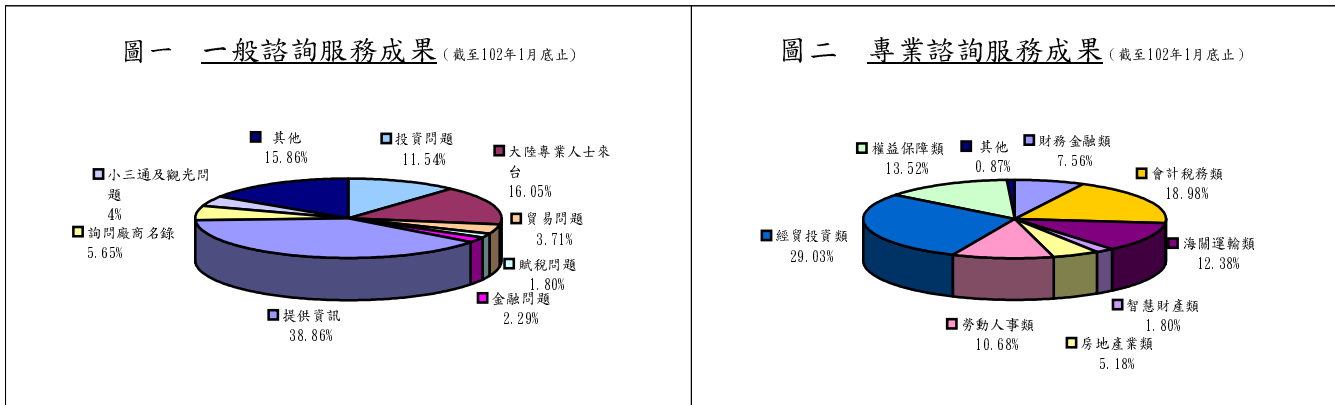 圖一 一般諮詢服務成果(截至102年1月底止)
其他
15.86%
投資問題
11.54%
大陸專業人士來
台
16.05%
小三通及觀光問
題
4%
貿易問題
3.71%
詢問廠商名錄
5.65%
賦稅問題
1.80%
金融問題
2.29%
提供資訊
38.86%
圖二 專業諮詢服務成果(截至102年1月底止)
權益保障類
13.52%
其他
0.87%
財務金融類
7.56%
會計稅務類
18.98%
經貿投資類
29.03%
海關運輸類
12.38%
智慧財產類
1.80%
勞動人事類
10.68%
房地產業類
5.18%